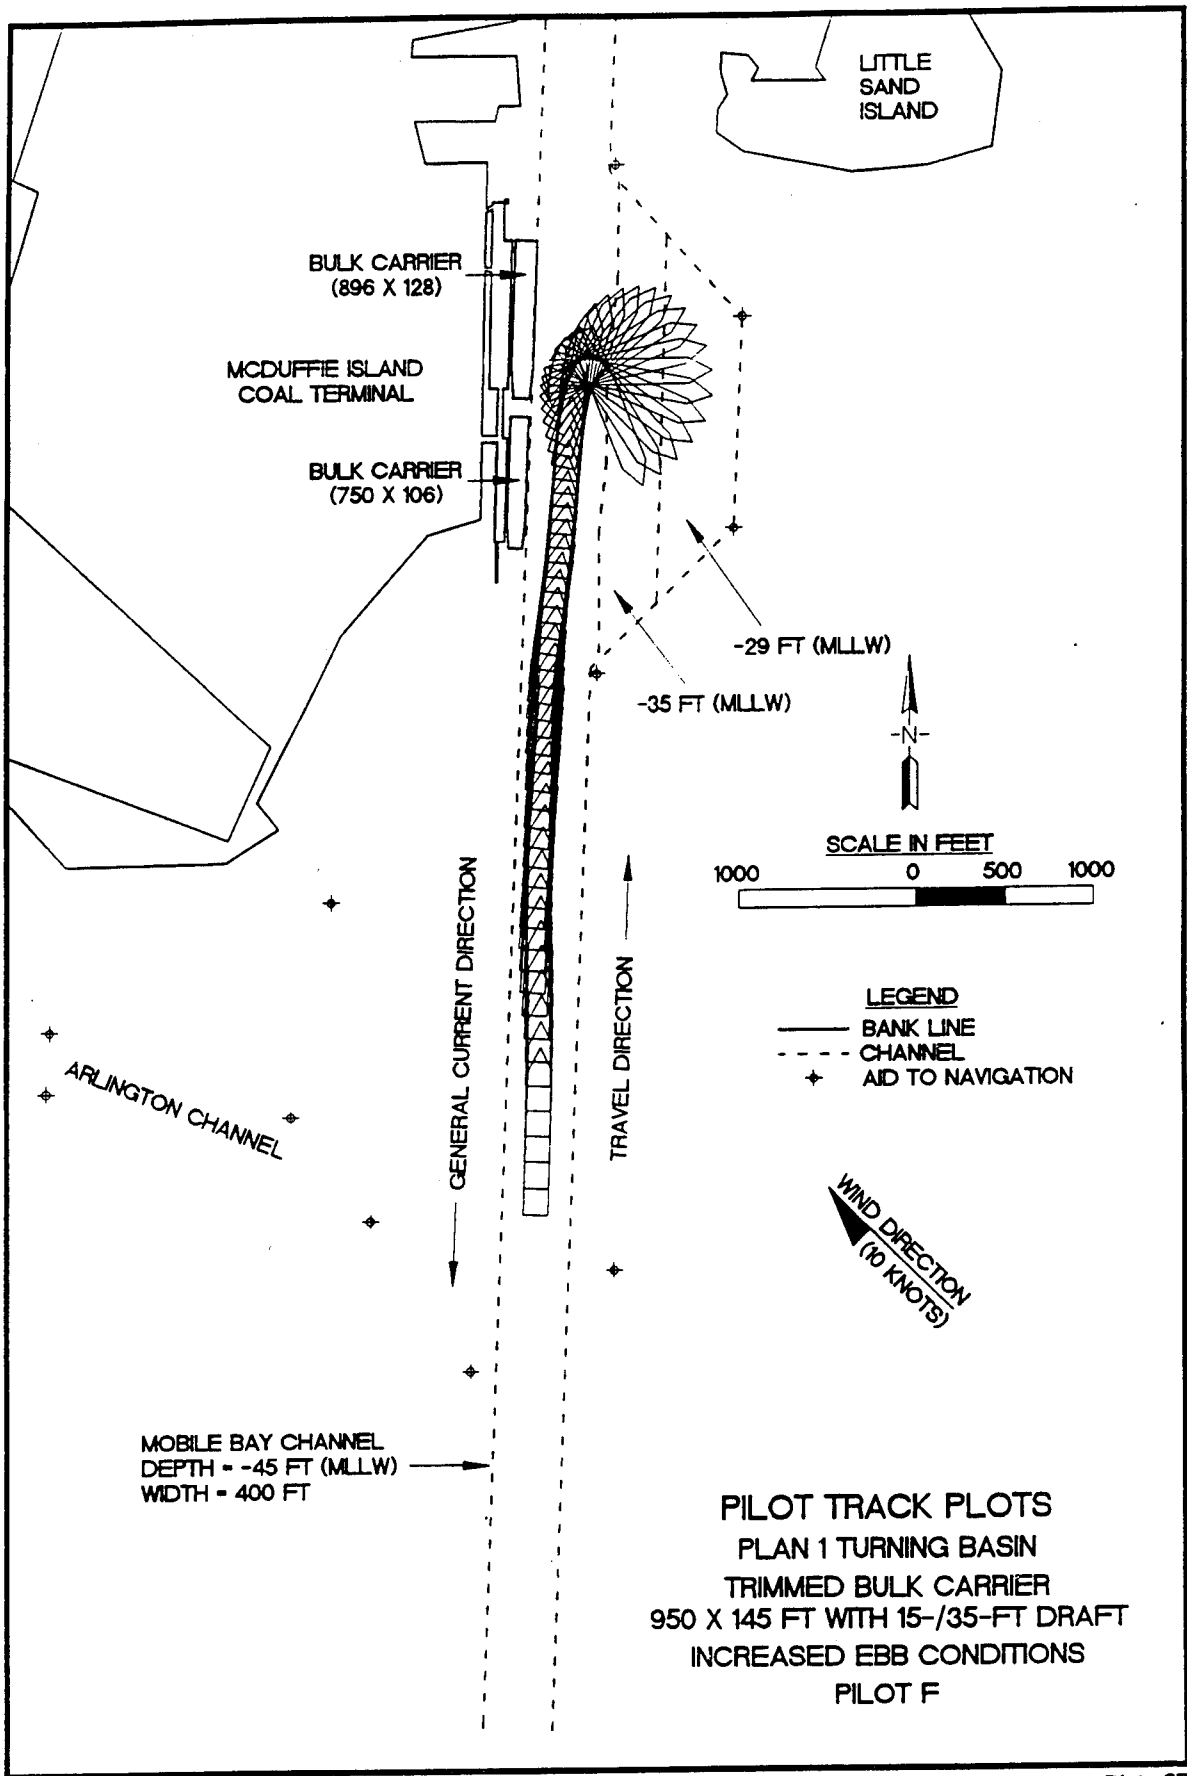 LITTLE
SAND
ISLAND
BULK CARRIER
(896 X 128)
MCDUFFIE ISLAND
COAL TERMINAL
BULK CARRIER
(750 X 106)
-29 FT (MLLW)
-35 FT (MLLW)
-N-
SCALE IN FEET
1000 0 500 1000
GENERAL CURRENT DIRECTION
TRAVEL DIRECTION
LEGEND
BANK LINE
CHANNEL
AID TO NAVIGATION
ARLINGTON CHANNEL
WIND DIRECTION
(10 KNOTS)
MOBILE BAY CHANNEL
DEPTH = -45 FT (MLLW)
WIDTH = 400 FT
PILOT TRACK PLOTS
PLAN 1 TURNING BASIN
TRIMMED BULK CARRIER
950 X 145 FT WITH 15-/35-FT DRAFT
INCREASED EBB CONDITIONS
PILOT F